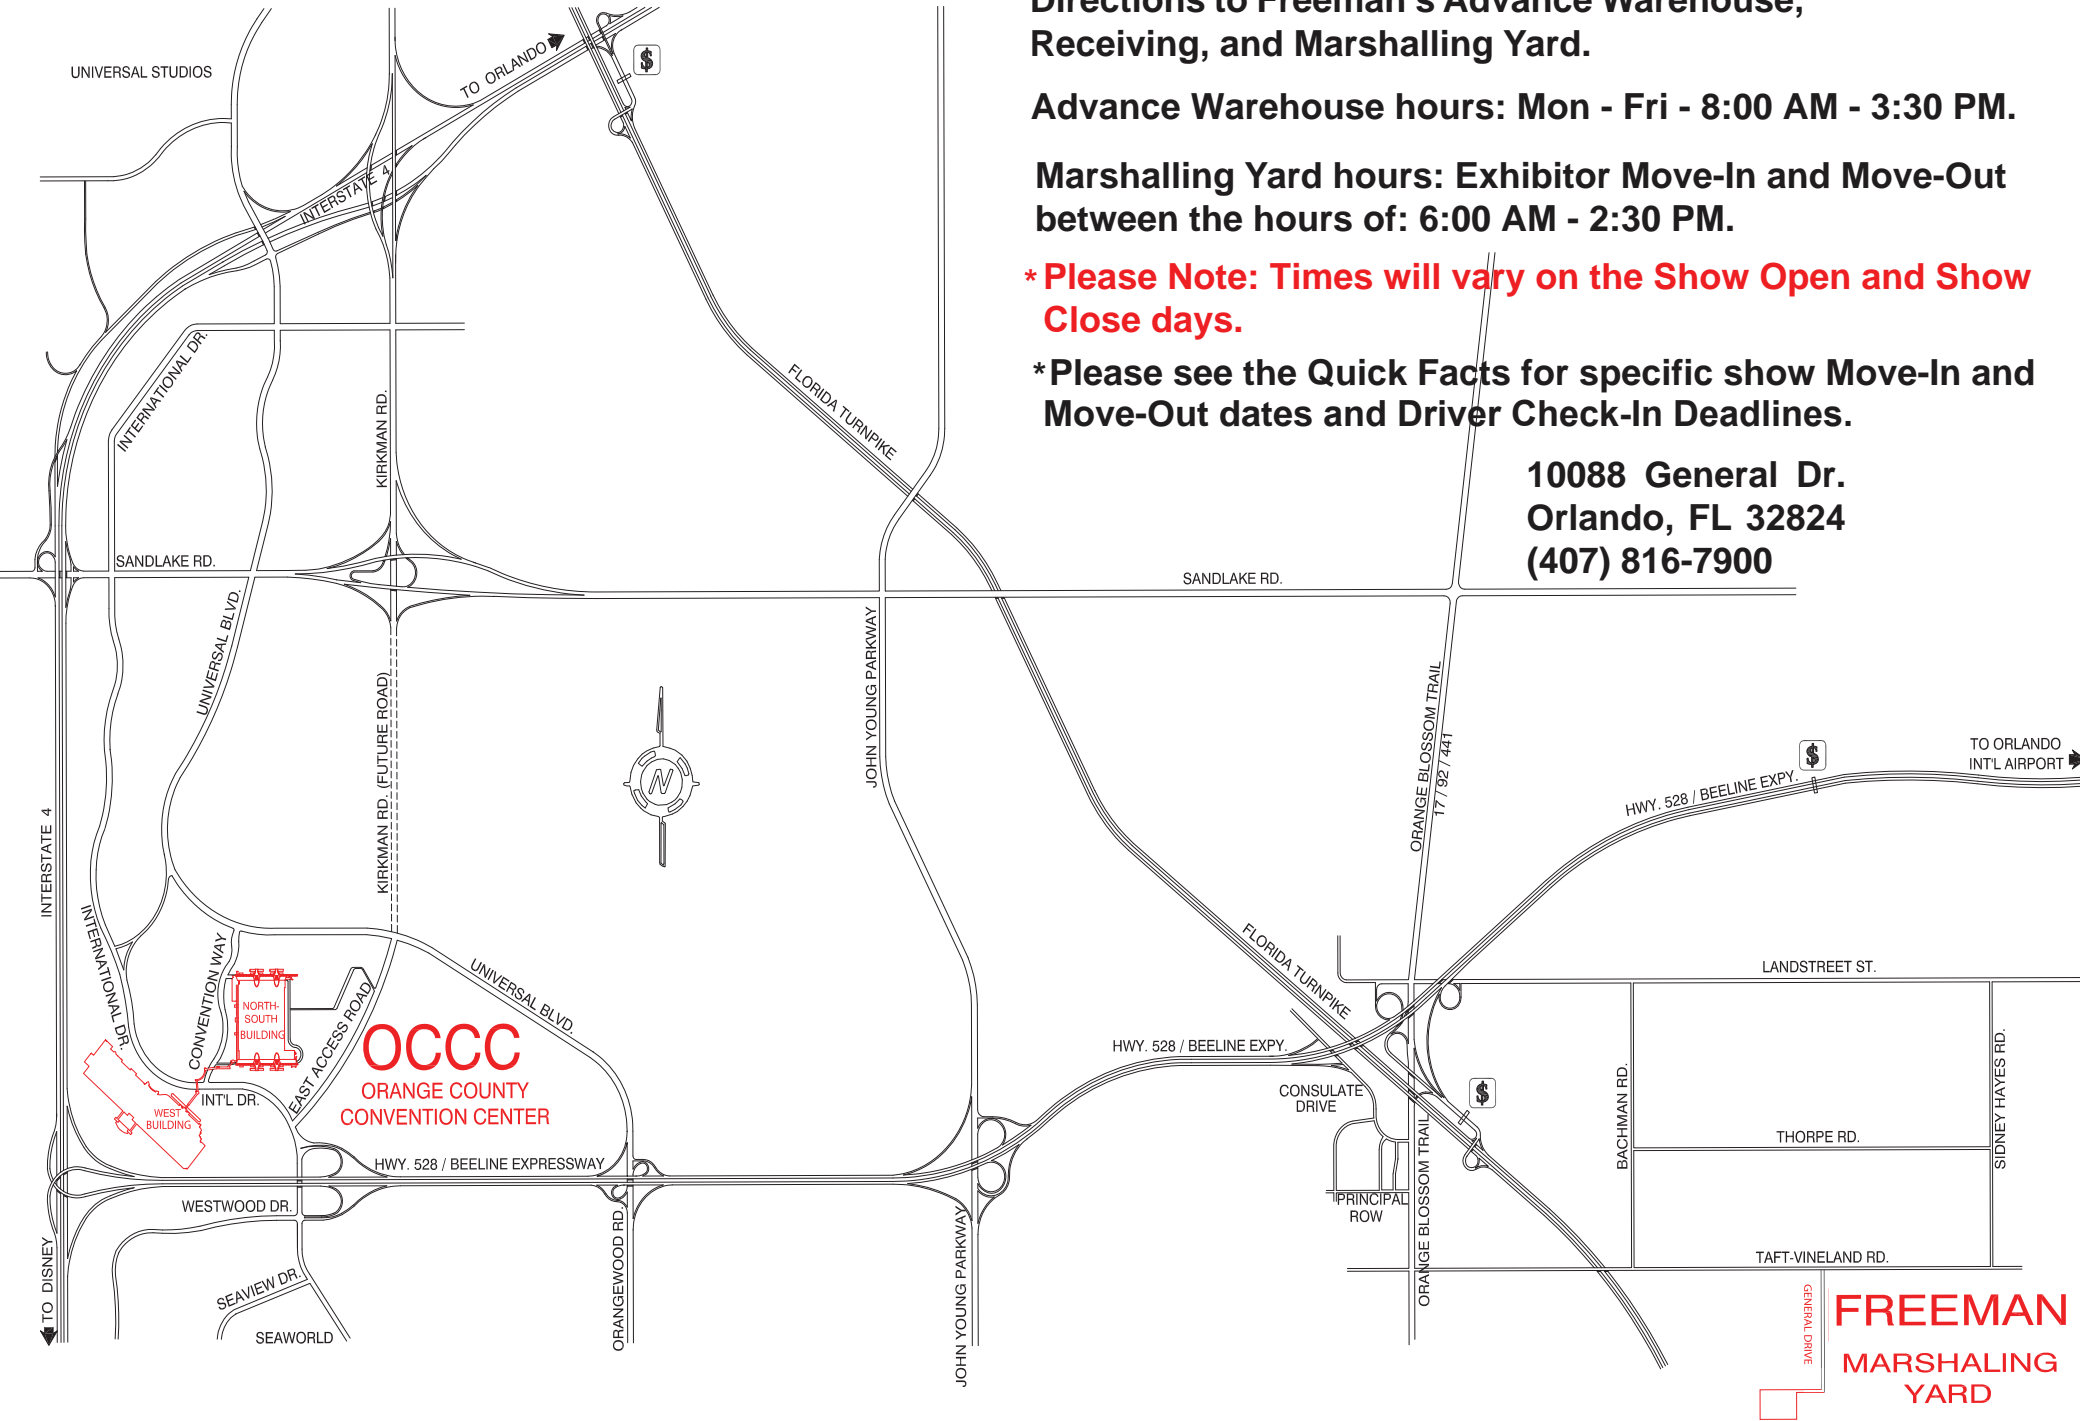 Directions to Freeman's Advance Warehouse,
Receiving, and Marshalling Yard.
Advance Warehouse hours: Mon - Fri - 8:00 AM - 3:30 PM.
Marshalling Yard hours: Exhibitor Move-In and Move-Out
between the hours of: 6:00 AM - 2:30 PM.
* Please Note: Times will vary on the Show Open and Show
Close days.
*Please see the Quick Facts for specific show Move-In and
Move-Out dates and Driver Check-In Deadlines.
10088 General Dr.
Orlando, FL 32824
(407) 816-7900
UNIVERSAL STUDIOS
TO ORLANDO
$
INTERSTATE 4
INTERNATIONAL DR.
KIRKMAN RD.
FLORIDA TURNPIKE
SANDLAKE RD.
SANDLAKE RD.
UNIVERSAL BLVD.
KIRKMAN RD. (FUTURE ROAD)
JOHN YOUNG PARKWAY
ORANGE BLOSSOM TRAIL
17 / 92 / 441
N
$
TO ORLANDO
INT'L AIRPORT
HWY. 528 / BEELINE EXPY.
INTERSTATE 4
INTERNATIONAL DR.
CONVENTION WAY
NORTH-
SOUTH
BUILDING
EAST ACCESS ROAD
UNIVERSAL BLVD.
OCCC
ORANGE COUNTY
CONVENTION CENTER
WEST
BUILDING
INT'L DR.
FLORIDA TURNPIKE
LANDSTREET ST.
HWY. 528 / BEELINE EXPY.
CONSULATE
DRIVE
$
BACHMAN RD.
SIDNEY HAYES RD.
THORPE RD.
HWY. 528 / BEELINE EXPRESSWAY
WESTWOOD DR.
PRINCIPAL
ROW
ORANGE BLOSSOM TRAIL
ORANGEWOOD RD.
JOHN YOUNG PARKWAY
TO DISNEY
SEAVIEW DR.
SEAWORLD
TAFT-VINELAND RD.
GENERAL DRIVE
FREEMAN
MARSHALING
YARD